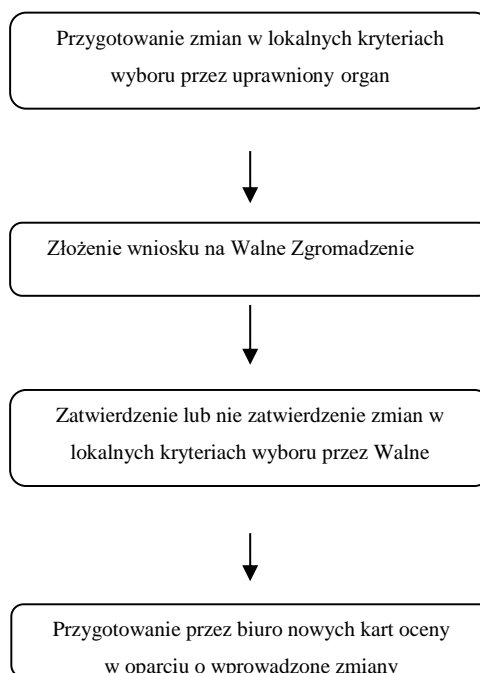 Przygotowanie zmian w lokalnych kryteriach
wyboru przez uprawniony organ
Złożenie wniosku na Walne Zgromadzenie
Zatwierdzenie lub nie zatwierdzenie zmian w
lokalnych kryteriach wyboru przez Walne
Przygotowanie przez biuro nowych kart oceny
w oparciu o wprowadzone zmiany